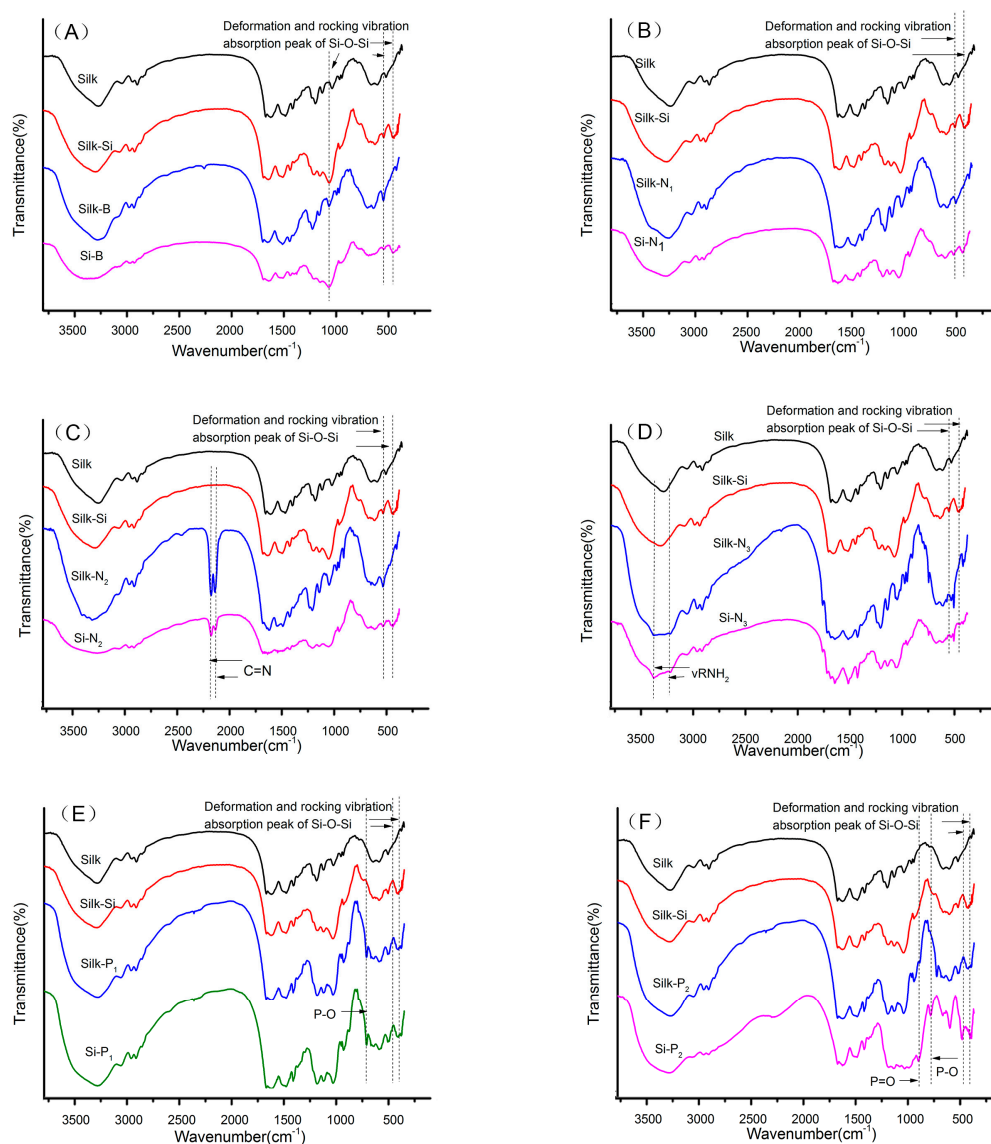 (A)
Deformation and rocking vibration
absorption peak of Si-O-Si
Silk
Silk-Si
Silk-B
Si-B
Transmittance(%)
3500 3000 2500 2000 1500 1000 500
Wavenumber(cm⁻¹)
(B)
Deformation and rocking vibration
absorption peak of Si-O-Si
Silk
Silk-Si
Silk-N₁
Si-N1
Transmittance(%)
3500 3000 2500 2000 1500 1000 500
Wavenumber(cm⁻¹)
(C)
Deformation and rocking vibration
absorption peak of Si-O-Si
Silk
Silk-Si
Silk-N₂
Si-N₂
C=N
Transmittance(%)
3500 3000 2500 2000 1500 1000 500
Wavenumber(cm⁻¹)
(D)
Deformation and rocking vibration
absorption peak of Si-O-Si
Silk
Silk-Si
Silk-N₃
Si-N₃
vRNH₂
Transmittance(%)
3500 3000 2500 2000 1500 1000 500
Wavenumber(cm⁻¹)
(E)
Deformation and rocking vibration
absorption peak of Si-O-Si
Silk
Silk-Si
Silk-P₁
P-O
Si-P₁
Transmittance(%)
3500 3000 2500 2000 1500 1000 500
Wavenumber(cm⁻¹)
(F)
Deformation and rocking vibration
absorption peak of Si-O-Si
Silk
Silk-Si
Silk-P₂
Si-P₂
P-O
P=O
Transmittance(%)
3500 3000 2500 2000 1500 1000 500
Wavenumber(cm⁻¹)